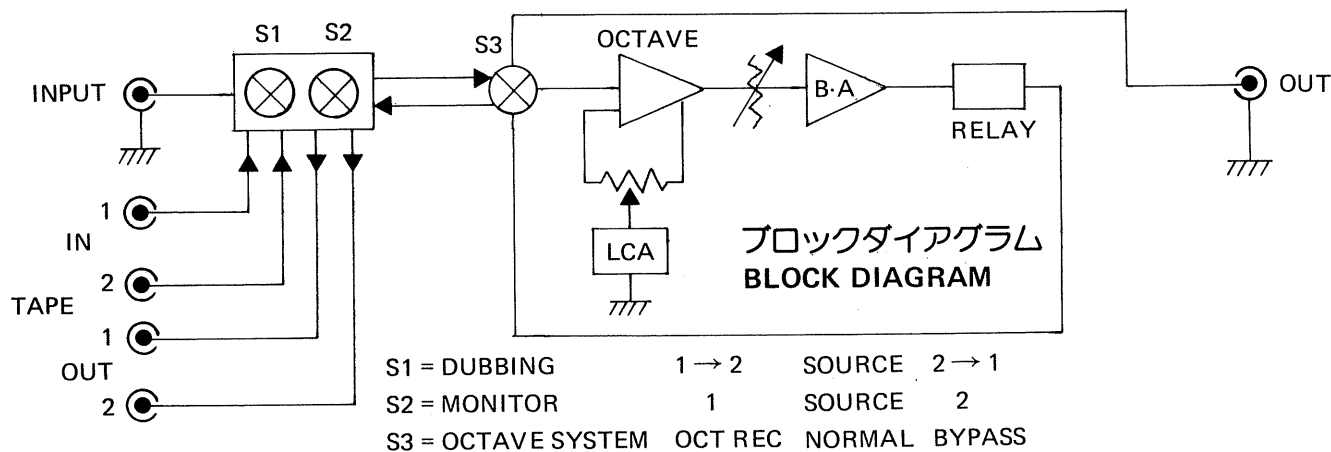 S1 S2
S3
OCTAVE
INPUT
B·A
OUT
RELAY
1
IN
2
TAPE
1
OUT
2
LCA
ブロックダイアグラム
BLOCK DIAGRAM
S1 = DUBBING 1→2 SOURCE 2→1
S2 = MONITOR 1 SOURCE 2
S3 = OCTAVE SYSTEM OCT REC NORMAL BYPASS